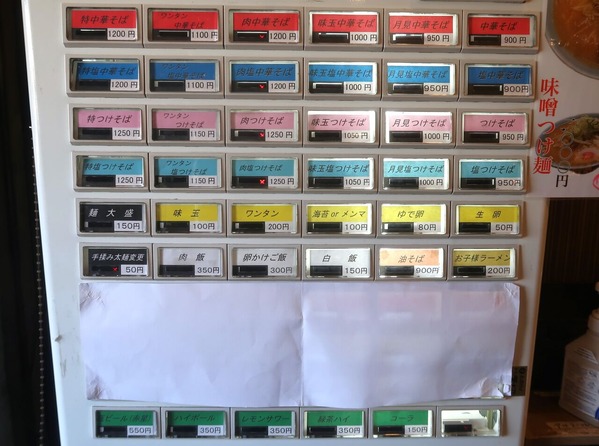 特中華そば 1200円
ワンタン
中華そば 1100円
肉中華そば 1200円
味玉中華そば 1000円
月見中華そば 950円
中華そば 900円
特塩中華そば 1200円
ワンタン
塩中華そば 1100円
肉塩中華そば 1200円
味玉塩中華そば 1000円
月見塩中華そば 950円
塩中華そば 900円
特つけそば 1250円
ワンタン
つけそば 1150円
肉つけそば 1250円
味玉つけそば 1050円
月見つけそば 1000円
つけそば 950円
特塩つけそば 1250円
ワンタン
塩つけそば 1150円
肉塩つけそば 1250円
味玉塩つけそば 1050円
月見塩つけそば 1000円
塩つけそば 950円
麺大盛 150円
味玉 100円
ワンタン 200円
海苔orメンマ 100円
ゆで卵 80円
生卵 50円
手揉み太麺変更 50円
肉飯 350円
卵かけご飯 300円
白飯 150円
油そば 900円
お子様ラーメン 200円
550円
ハイボール 350円
レモンサワー 350円
緑茶ハイ 350円
コーラ 150円
味噌つけ麺
円